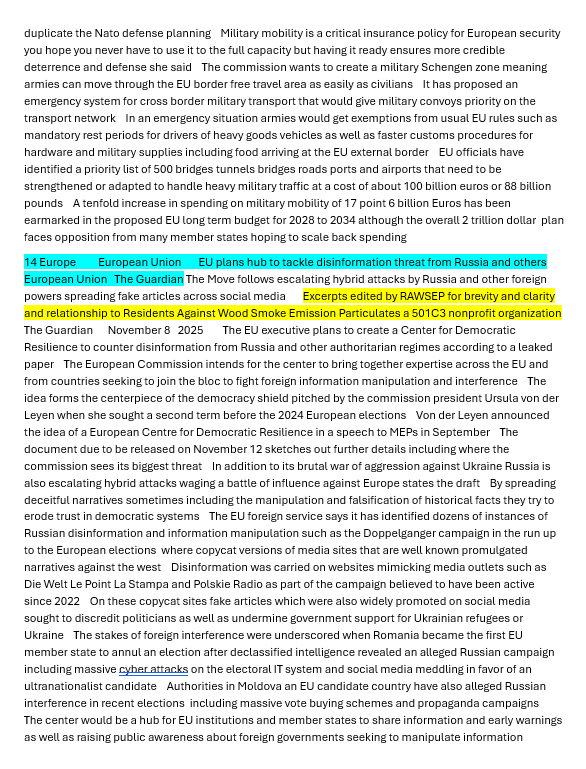 duplicate the Nato defense planning    Military mobility is a critical insurance policy for European security
you hope you never have to use it to the full capacity but having it ready ensures more credible
deterrence and defense she said    The commission wants to create a military Schengen zone meaning
armies can move through the EU border free travel area as easily as civilians    It has proposed an
emergency system for cross border military transport that would give military convoys priority on the
transport network    In an emergency situation armies would get exemptions from usual EU rules such as
mandatory rest periods for drivers of heavy goods vehicles as well as faster customs procedures for
hardware and military supplies including food arriving at the EU external border    EU officials have
identified a priority list of 500 bridges tunnels bridges roads ports and airports that need to be
strengthened or adapted to handle heavy military traffic at a cost of about 100 billion euros or 88 billion
pounds    A tenfold increase in spending on military mobility of 17 point 6 billion Euros has been
earmarked in the proposed EU long term budget for 2028 to 2034 although the overall 2 trillion dollar  plan
faces opposition from many member states hoping to scale back spending
14 Europe        European Union      EU plans hub to tackle disinformation threat from Russia and others
European Union   The Guardian The Move follows escalating hybrid attacks by Russia and other foreign
powers spreading fake articles across social media      Excerpts edited by RAWSEP for brevity and clarity
and relationship to Residents Against Wood Smoke Emission Particulates a 501C3 nonprofit organization
The Guardian     November 8  2025       The EU executive plans to create a Center for Democratic
Resilience to counter disinformation from Russia and other authoritarian regimes according to a leaked
paper    The European Commission intends for the center to bring together expertise across the EU and
from countries seeking to join the bloc to fight foreign information manipulation and interference    The
idea forms the centerpiece of the democracy shield pitched by the commission president Ursula von der
Leyen when she sought a second term before the 2024 European elections    Von der Leyen announced
the idea of a European Centre for Democratic Resilience in a speech to MEPs in September    The
document due to be released on November 12 sketches out further details including where the
commission sees its biggest threat    In addition to its brutal war of aggression against Ukraine Russia is
also escalating hybrid attacks waging a battle of influence against Europe states the draft    By spreading
deceitful narratives sometimes including the manipulation and falsification of historical facts they try to
erode trust in democratic systems    The EU foreign service says it has identified dozens of instances of
Russian disinformation and information manipulation such as the Doppelganger campaign in the run up
to the European elections  where copycat versions of media sites that are well known promulgated
narratives against the west    Disinformation was carried on websites mimicking media outlets such as
Die Welt Le Point La Stampa and Polskie Radio as part of the campaign believed to have been active
since 2022    On these copycat sites fake articles which were also widely promoted on social media
sought to discredit politicians as well as undermine government support for Ukrainian refugees or
Ukraine    The stakes of foreign interference were underscored when Romania became the first EU
member state to annul an election after declassified intelligence revealed an alleged Russian campaign
including massive cyber attacks on the electoral IT system and social media meddling in favor of an
ultranationalist candidate    Authorities in Moldova an EU candidate country have also alleged Russian
interference in recent elections  including massive vote buying schemes and propaganda campaigns
The center would be a hub for EU institutions and member states to share information and early warnings
as well as raising public awareness about foreign governments seeking to manipulate information